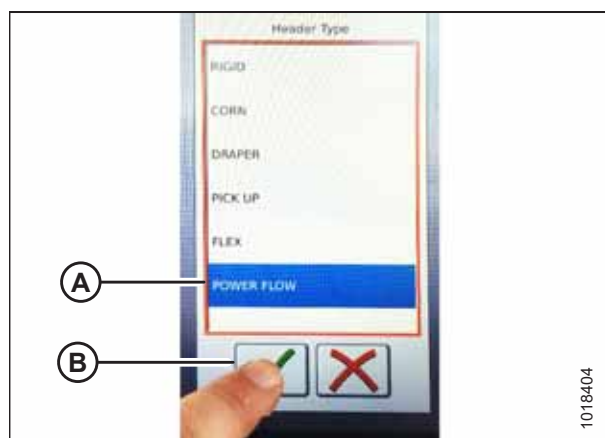 Header Type
RIGID
CORN
DRAPER
PICK UP
FLEX
A
POWER FLOW
B
1018404